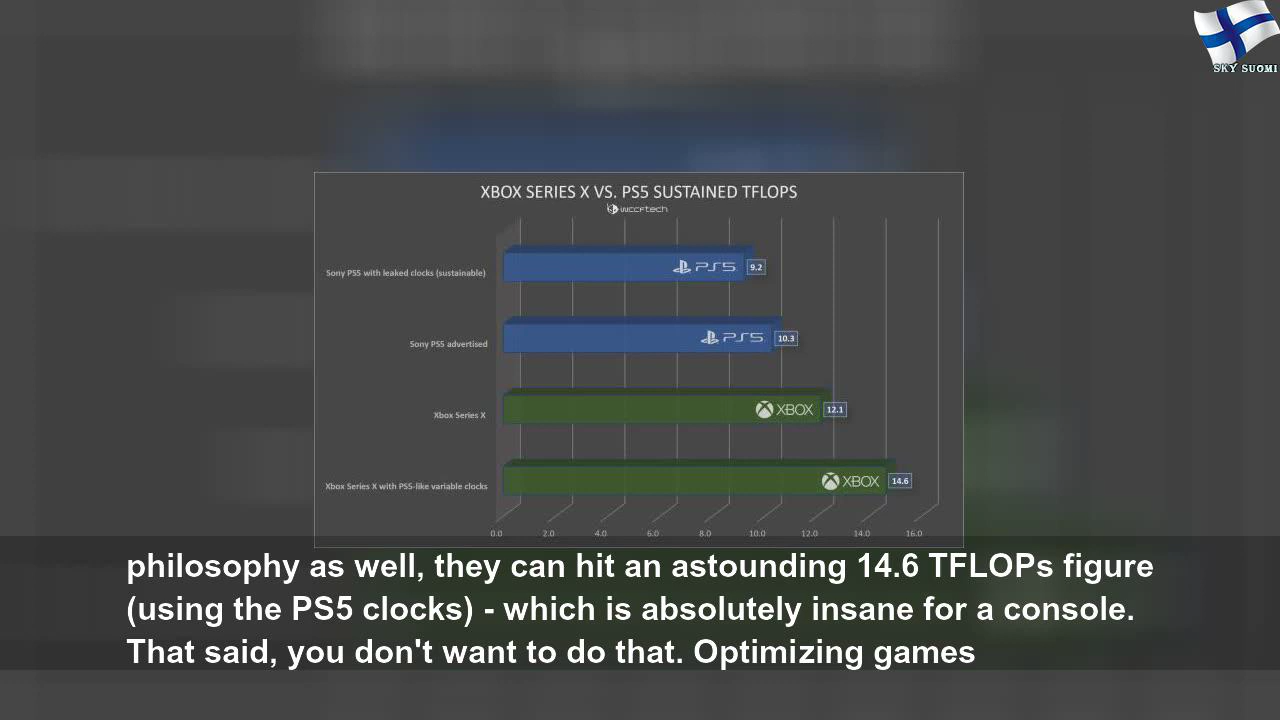 SKY SUOMI
XBOX SERIES X VS. PS5 SUSTAINED TFLOPS
wccftech
Sony PS5 with leaked clocks (sustainable)
PS5
9.2
Sony PS5 advertised
PS5
10.3
Xbox Series X
XBOX
12.1
Xbox Series X with PS5-like variable clocks
XBOX
14.6
0.0 2.0 4.0 6.0 8.0 10.0 12.0 14.0 16.0
philosophy as well, they can hit an astounding 14.6 TFLOPs figure
(using the PS5 clocks) - which is absolutely insane for a console.
That said, you don't want to do that. Optimizing games